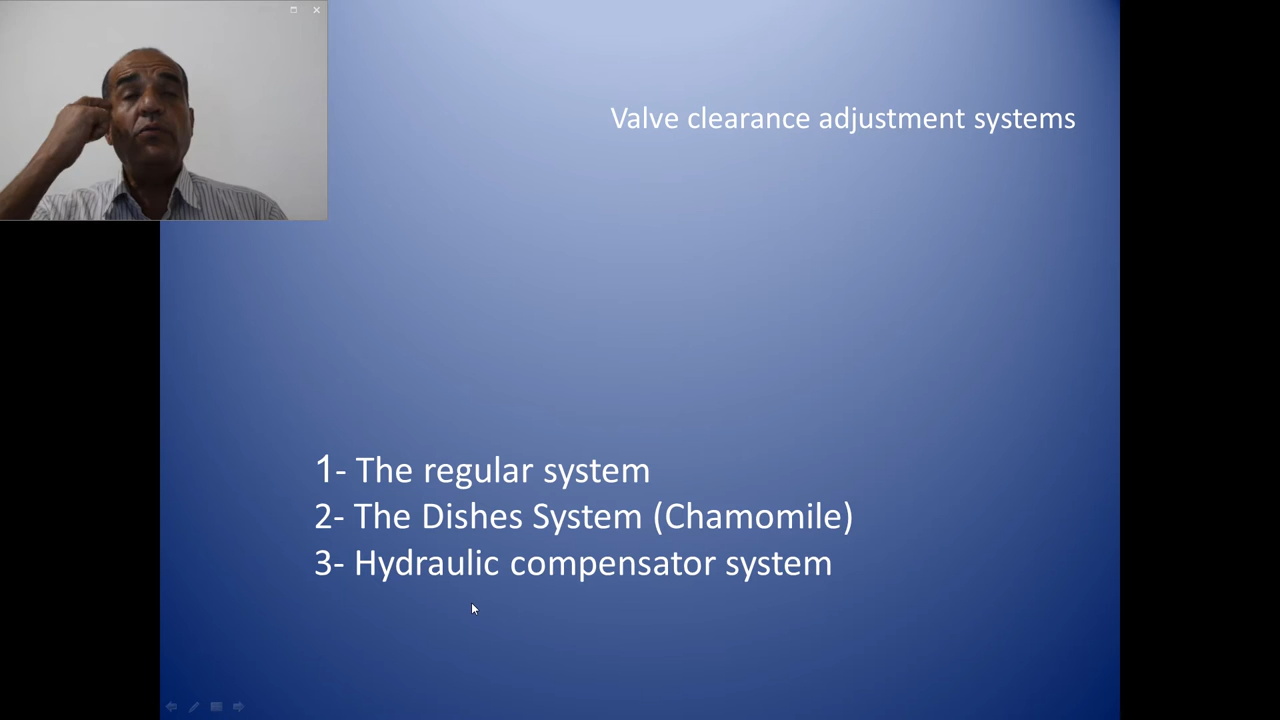 Valve clearance adjustment systems
1- The regular system
2- The Dishes System (Chamomile)
3- Hydraulic compensator system